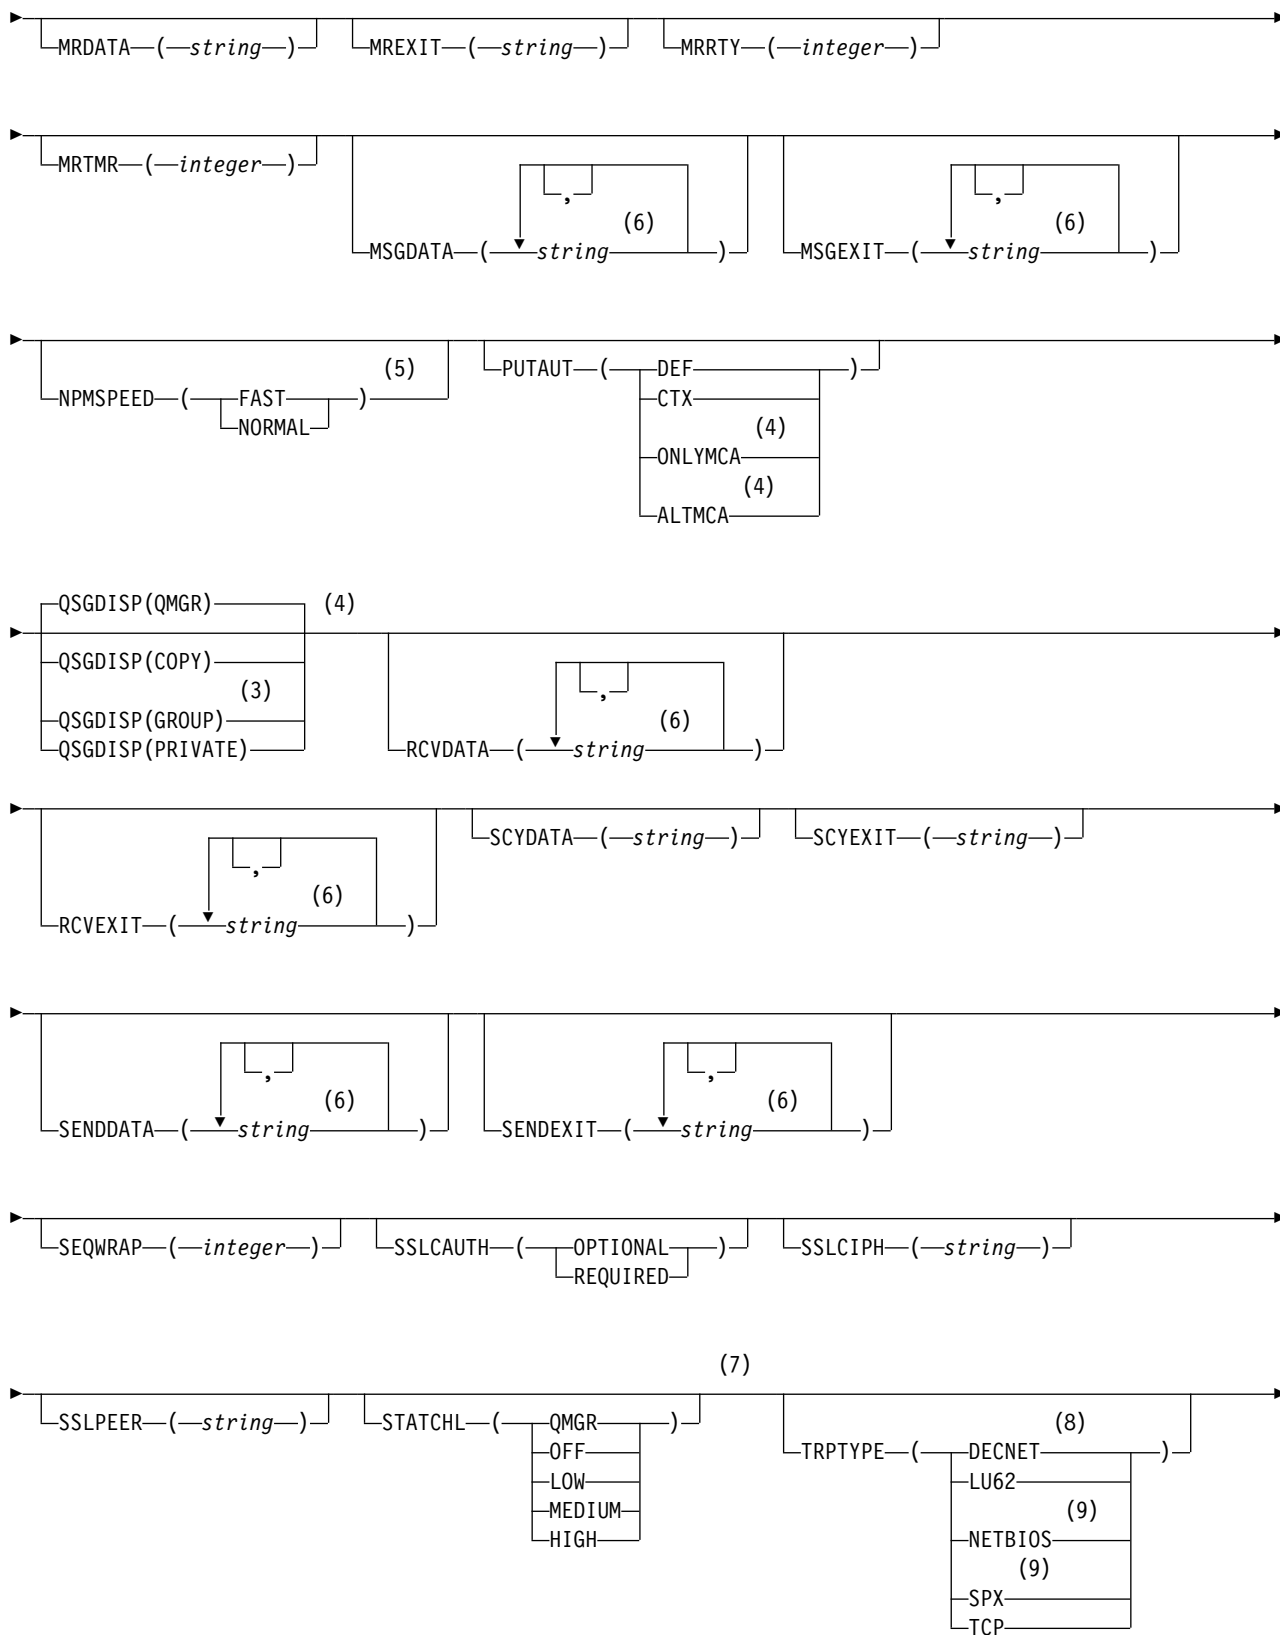 MRDATA ( string ) MREXIT ( string ) MRRTY ( integer )
MRTMR ( integer )
, ,
(6) (6)
MSGDATA ( string ) MSGEXIT ( string )
(5)
NPMSPEED ( FAST ) PUTAUT ( DEF )
NORMAL CTX
(4)
ONLYMCA
(4)
ALTMCA
QSGDISP(QMGR) (4)
QSGDISP(COPY)
(3) ,
QSGDISP(GROUP) (6)
QSGDISP(PRIVATE) RCVDATA ( string )
SCYDATA ( string ) SCYEXIT ( string )
,
(6)
RCVEXIT ( string )
, ,
(6) (6)
SENDDATA ( string ) SENDEXIT ( string )
SEQWRAP ( integer ) SSLCAUTH ( OPTIONAL ) SSLCIPH ( string )
REQUIRED
(7)
SSLPEER ( string ) STATCHL ( QMGR ) (8)
OFF TRPTYPE ( DECNET )
LOW LU62
MEDIUM (9)
HIGH NETBIOS
(9)
SPX
TCP